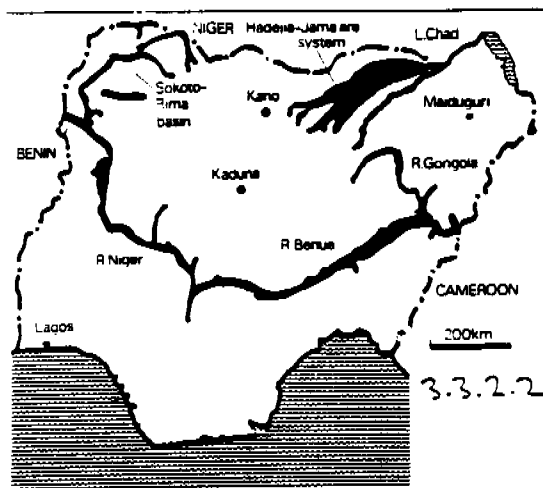 NIGER
Hadejia-Jama'are
system
L.Chad
Sokoto-
Rima
basin
Kano
Maiduguri
BENIN
R.Gongola
Kaduna
R.Niger
R.Benue
CAMEROON
Lagos
200km
3.3.2.2